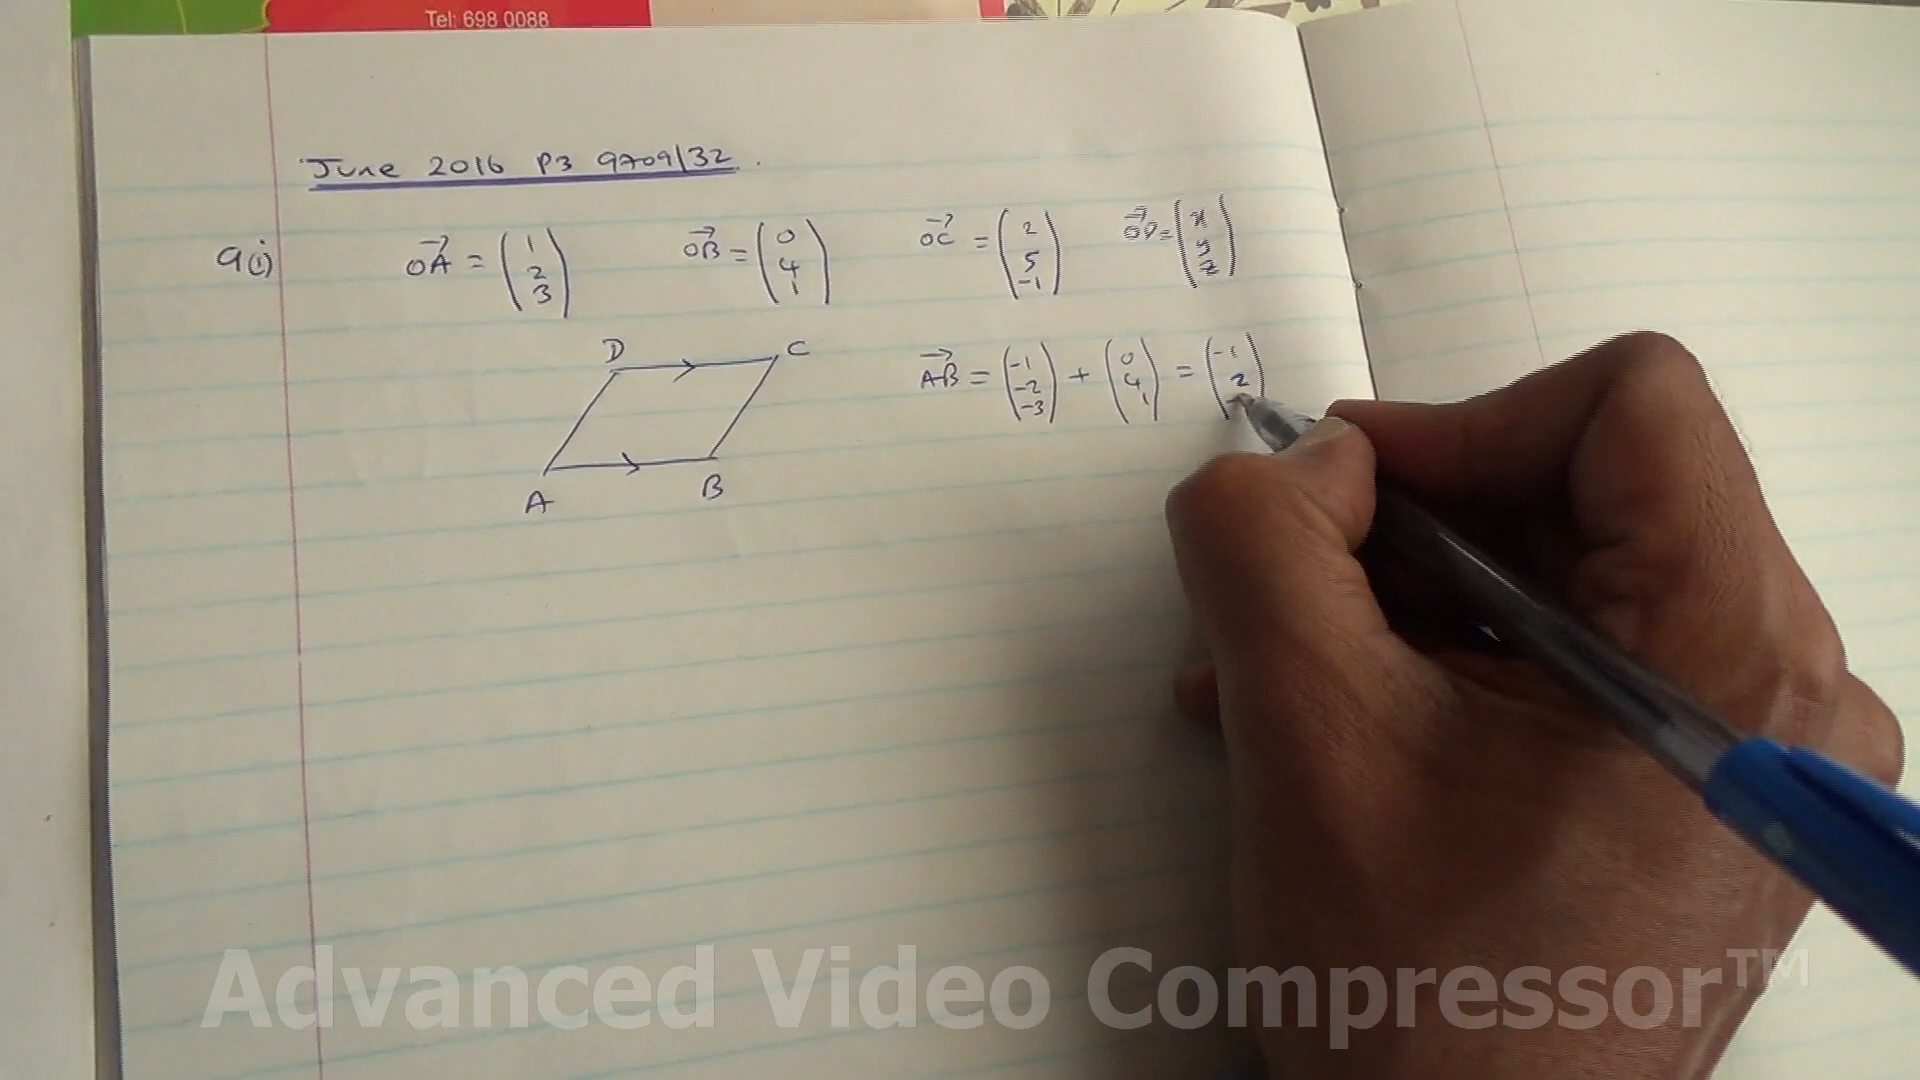 Tel: 698 0088
June 2016 P3 9709/32.
9(i) OA = (1 2 3) OB = (0 4 1) OC = (2 5 -1) OD = (x y z)
D C
AB = (-1 -2 -3) + (0 4 1) = (-1 2
A B
Advanced Video Compressor™